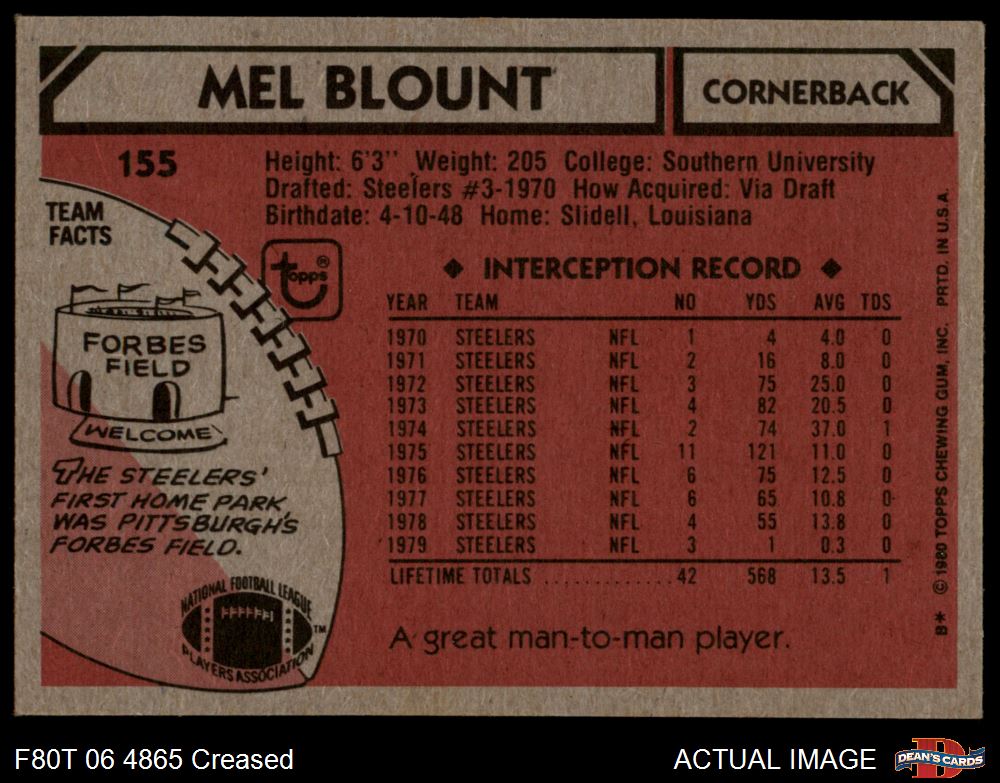 MEL BLOUNT
CORNERBACK
155
Height: 6'3" Weight: 205 College: Southern University
Drafted: Steelers #3-1970 How Acquired: Via Draft
Birthdate: 4-10-48 Home: Slidell, Louisiana
TEAM
FACTS
FORBES
FIELD
WELCOME
THE STEELERS'
FIRST HOME PARK
WAS PITTSBURGH'S
FORBES FIELD.
NATIONAL FOOTBALL LEAGUE
PLAYERS ASSOCIATION
TM
topps®
◆ INTERCEPTION RECORD ◆
YEAR TEAM NO YDS AVG TDS
1970 STEELERS NFL 1 4 4.0 0
1971 STEELERS NFL 2 16 8.0 0
1972 STEELERS NFL 3 75 25.0 0
1973 STEELERS NFL 4 82 20.5 0
1974 STEELERS NFL 2 74 37.0 1
1975 STEELERS NFL 11 121 11.0 0
1976 STEELERS NFL 6 75 12.5 0
1977 STEELERS NFL 6 65 10.8 0
1978 STEELERS NFL 4 55 13.8 0
1979 STEELERS NFL 3 1 0.3 0
LIFETIME TOTALS ............ 42 568 13.5 1
A great man-to-man player.
B* © 1980 TOPPS CHEWING GUM, INC. PRTD. IN U.S.A.
F80T 06 4865 Creased
ACTUAL IMAGE
D
DEAN'S CARDS